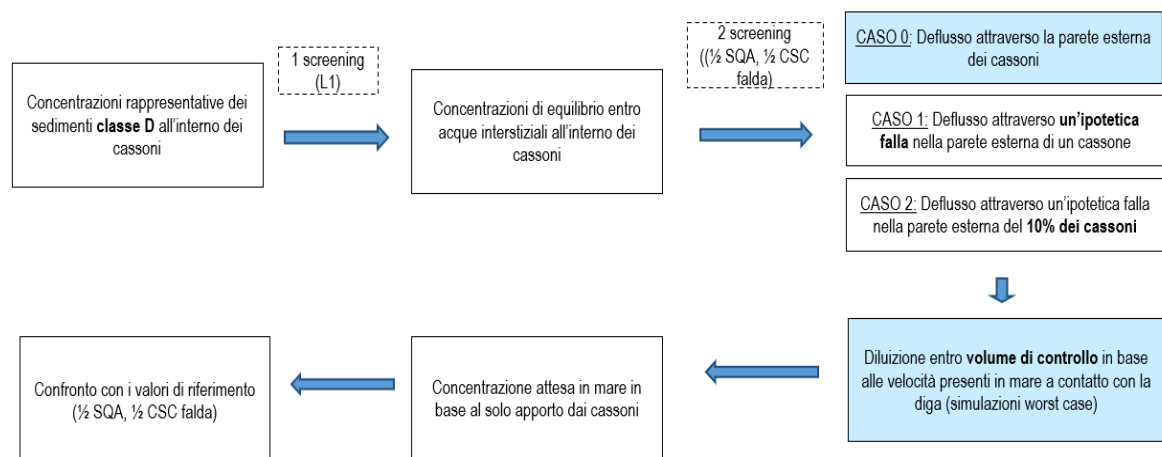 Concentrazioni rappresentative dei
sedimenti classe D all'interno dei
cassoni
1 screening
(L1)
Concentrazioni di equilibrio entro
acque interstiziali all'interno dei
cassoni
2 screening
((½ SQA, ½ CSC
falda)
CASO 0: Deflusso attraverso la parete esterna
dei cassoni
CASO 1: Deflusso attraverso un'ipotetica
falla nella parete esterna di un cassone
CASO 2: Deflusso attraverso un'ipotetica falla
nella parete esterna del 10% dei cassoni
Diluizione entro volume di controllo in base
alle velocità presenti in mare a contatto con la
diga (simulazioni worst case)
Concentrazione attesa in mare in
base al solo apporto dai cassoni
Confronto con i valori di riferimento
(½ SQA, ½ CSC falda)